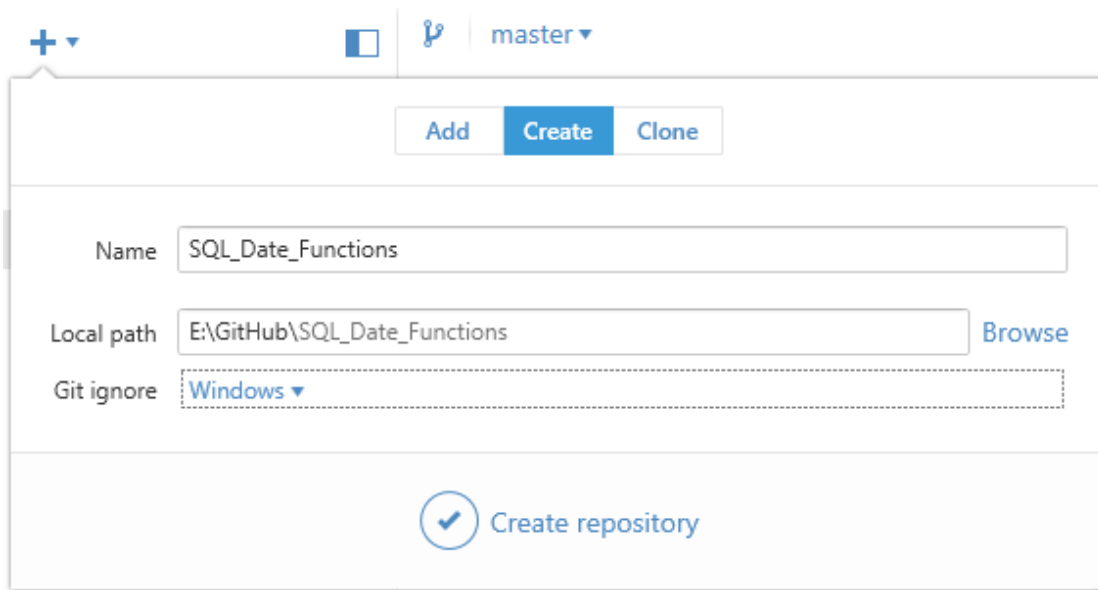 master
Add Create Clone
Name SQL_Date_Functions
Local path E:\GitHub\SQL_Date_Functions Browse
Git ignore Windows
Create repository